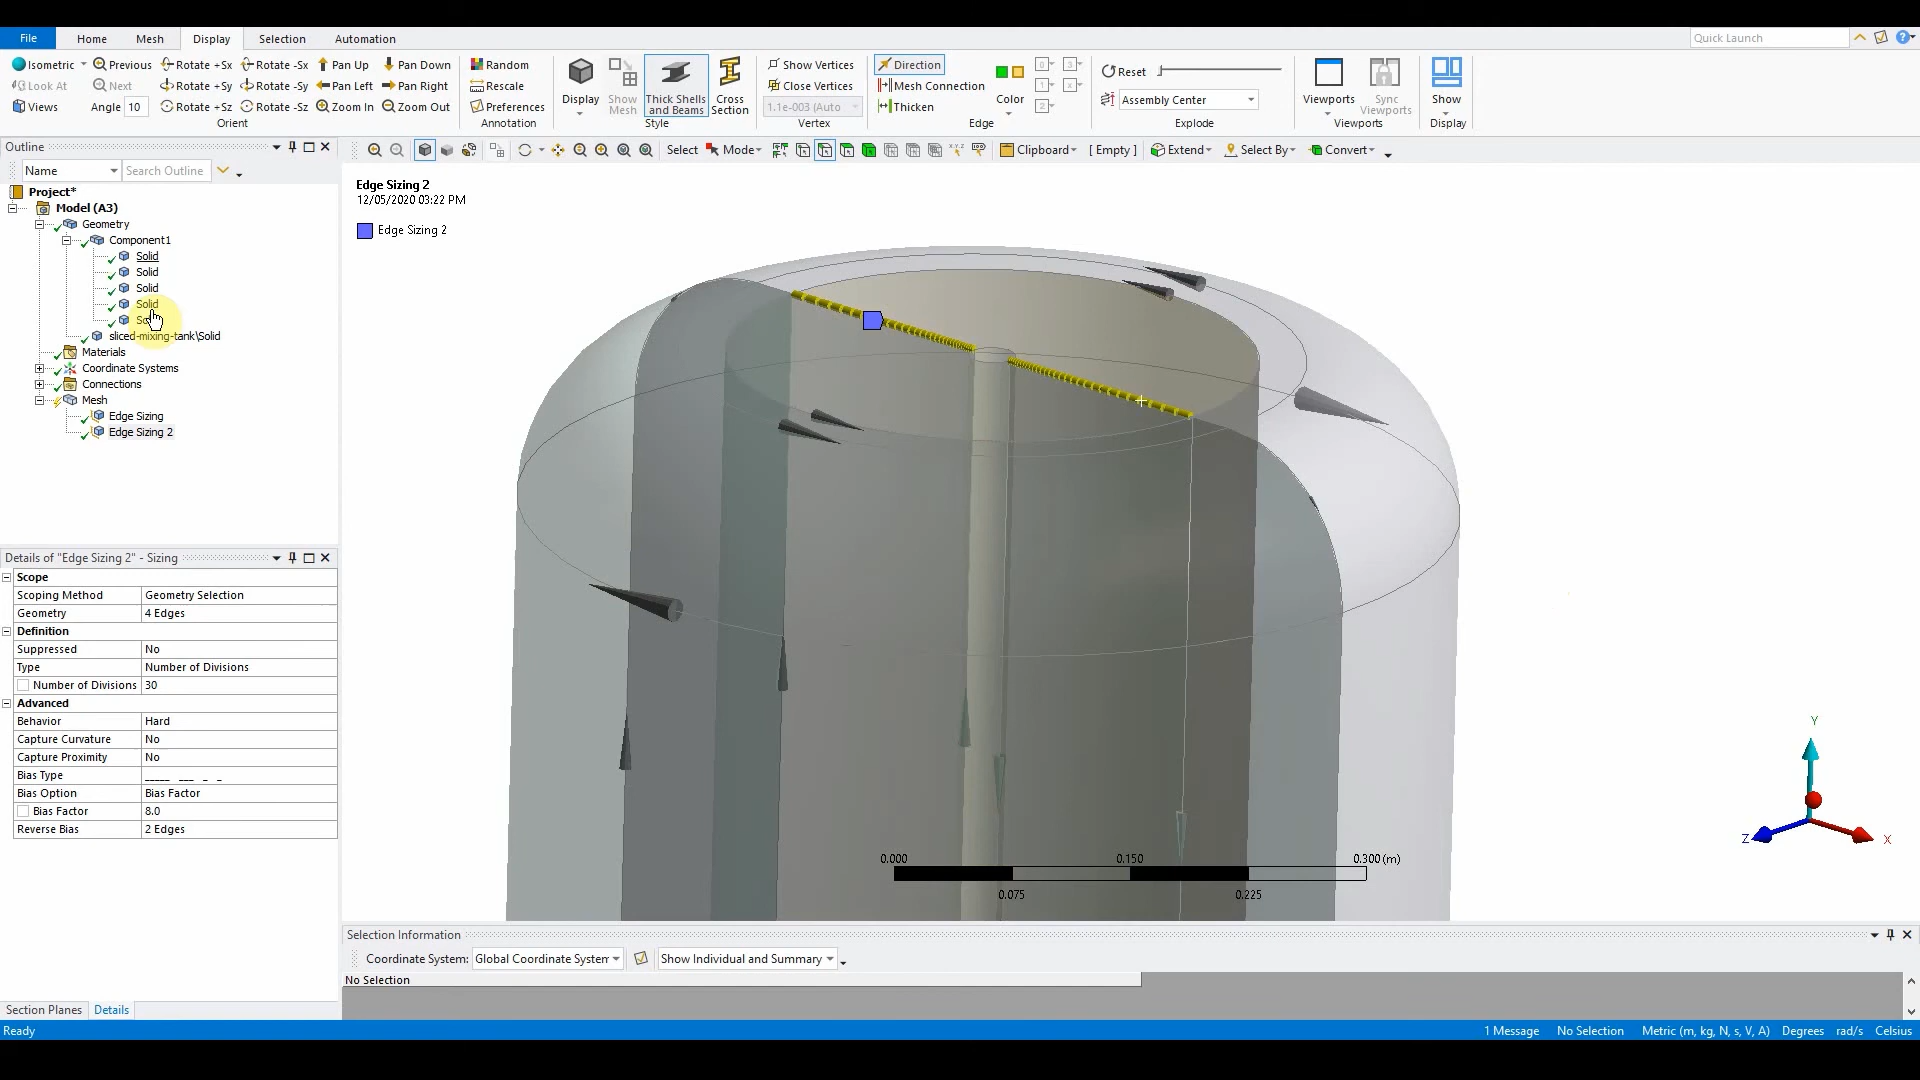 File Home Mesh Display Selection Automation Quick Launch
Isometric Previous Rotate +Sx Rotate -Sx Pan Up Pan Down Random Show Vertices Direction Reset
Look At Next Rotate +Sy Rotate -Sy Pan Left Pan Right Rescale Close Vertices Mesh Connection
Views Angle 10 Rotate +Sz Rotate -Sz Zoom In Zoom Out Preferences 1.1e-003 (Auto Thicken Assembly Center
Display Show Mesh Thick Shells and Beams Cross Section Color Viewports Sync Viewports Show
Orient Annotation Style Vertex Edge Explode Viewports Display
Outline
Select Mode Clipboard [ Empty ] Extend Select By Convert
Name Search Outline
Project*
Model (A3)
Geometry
Component1
Solid
Solid
Solid
Solid
sliced-mixing-tank\Solid
Materials
Coordinate Systems
Connections
Mesh
Edge Sizing
Edge Sizing 2
Edge Sizing 2
12/05/2020 03:22 PM
Edge Sizing 2
Details of "Edge Sizing 2" - Sizing
Scope
Scoping Method Geometry Selection
Geometry 4 Edges
Definition
Suppressed No
Type Number of Divisions
Number of Divisions 30
Advanced
Behavior Hard
Capture Curvature No
Capture Proximity No
Bias Type _____ ___ _ _
Bias Option Bias Factor
Bias Factor 8.0
Reverse Bias 2 Edges
0.000 0.150 0.300 (m)
0.075 0.225
Y
Z X
Selection Information
Coordinate System: Global Coordinate System Show Individual and Summary
No Selection
Section Planes Details
Ready 1 Message No Selection Metric (m, kg, N, s, V, A) Degrees rad/s Celsius